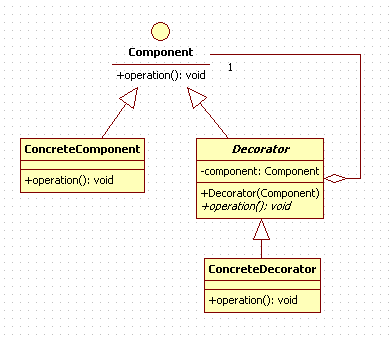 Component
+operation(): void
1
ConcreteComponent
+operation(): void
Decorator
-component: Component
+Decorator(Component)
+operation(): void
ConcreteDecorator
+operation(): void